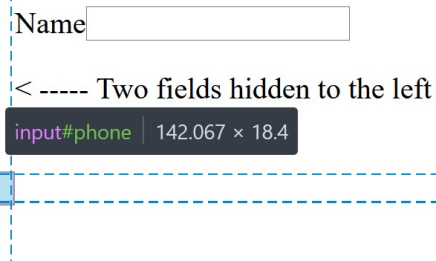 Name
< ----- Two fields hidden to the left
input#phone 142.067 × 18.4